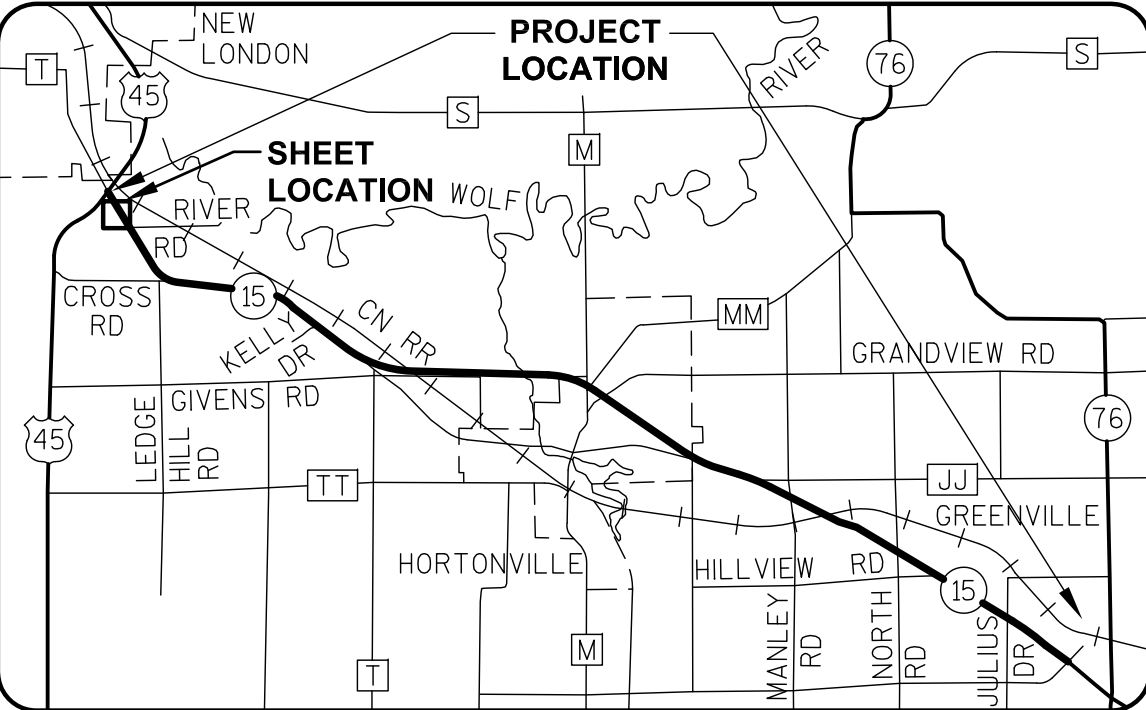 NEW
LONDON
PROJECT
LOCATION
RIVER
76
S
T
45
S
M
SHEET
LOCATION
WOLF
RIVER
RD
CROSS
RD
15
KELLY
DR
CN RR
MM
GRANDVIEW RD
GIVENS RD
LEDGE
HILL
RD
45
76
TT
JJ
GREENVILLE
HORTONVILLE
HILLVIEW RD
15
MANLEY
RD
NORTH
RD
JULIUS
DR
T
M